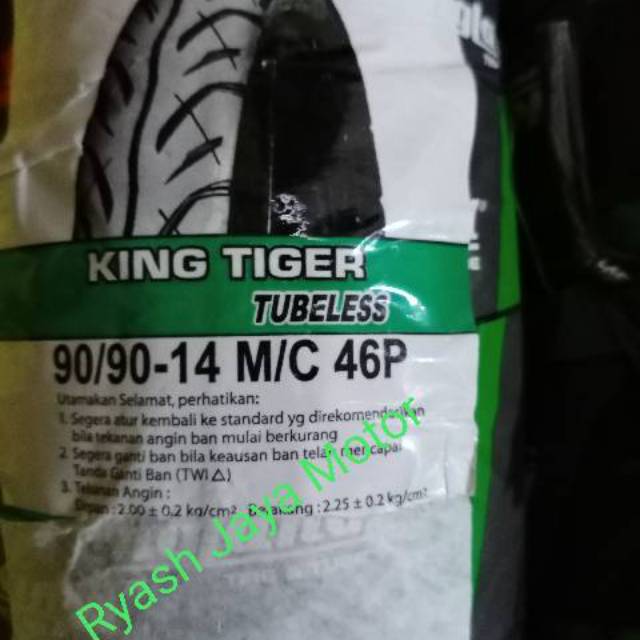 KING TIGER
TUBELESS
90/90-14 M/C 46P
Utamakan Selamat, perhatikan:
1. Segera atur kembali ke standard yg direkomendasikan
bila tekanan angin ban mulai berkurang
2. Segera ganti ban bila keausan ban telah mencapai
Tanda Ganti Ban (TWI △)
3. Tekanan Angin :
Depan : 2.00 ± 0.2 kg/cm² Belakang : 2.25 ± 0.2 kg/cm²
Ryash Jaya Motor